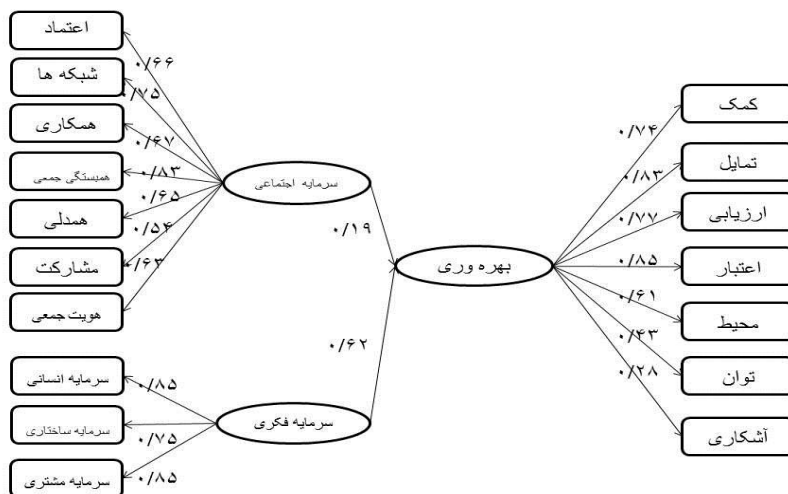 اعتماد
شبکه ها
همکاری
همبستگی جمعی
همدلی
مشارکت
هویت جمعی
۰/۶۶
۰/۷۵
۰/۶۷
۰/۸۳
۰/۶۵
۰/۵۴
۰/۶۳
سرمایه اجتماعی
۰/۱۹
سرمایه انسانی
سرمایه ساختاری
سرمایه مشتری
۰/۸۵
۰/۷۵
۰/۸۵
سرمایه فکری
۰/۶۲
بهره وری
۰/۷۴
۰/۸۳
۰/۷۷
۰/۸۵
۰/۶۱
۰/۴۳
۰/۲۸
کمک
تمایل
ارزیابی
اعتبار
محیط
توان
آشکاری